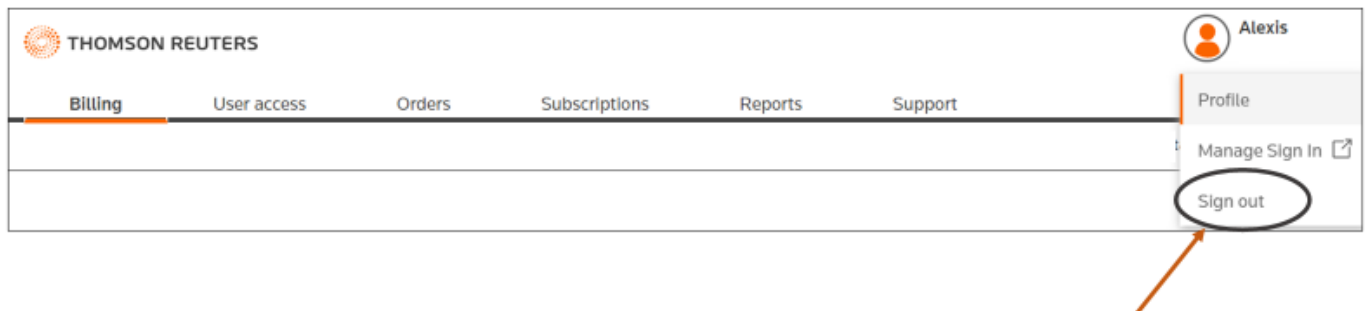 THOMSON REUTERS
Alexis
Billing User access Orders Subscriptions Reports Support
Profile
Manage Sign In
Sign out